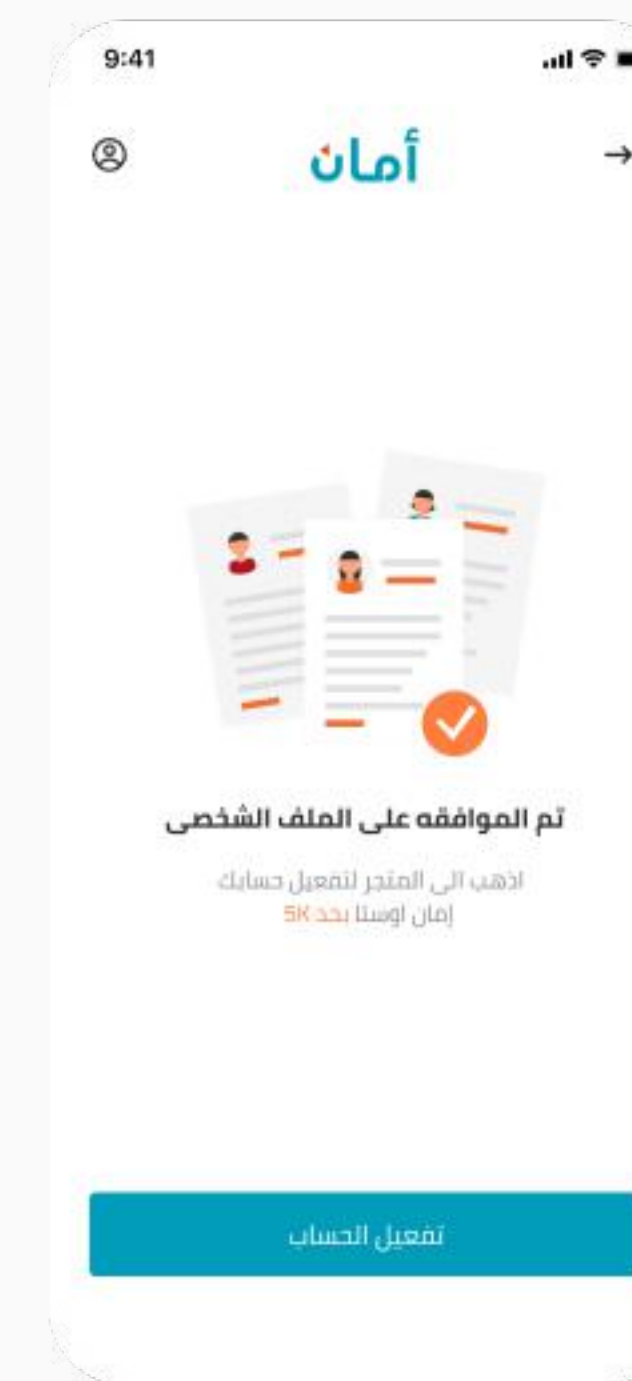 9:41
أمان
تم الموافقه على الملف الشخصى
اذهب الى المتجر لتفعيل حسابك
إمان اوستا بحد 5K
تفعيل الحساب